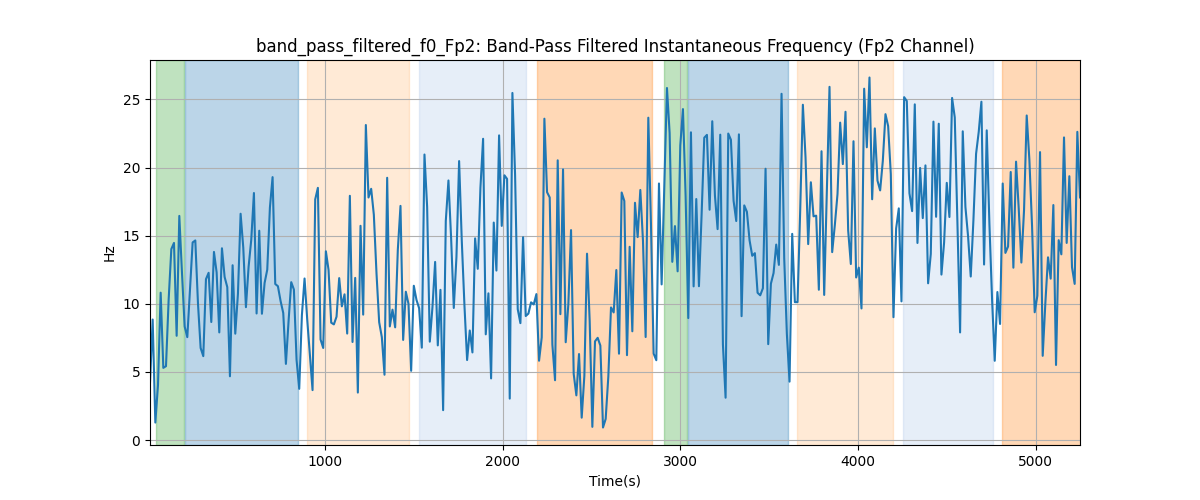 band_pass_filtered_f0_Fp2: Band-Pass Filtered Instantaneous Frequency (Fp2 Channel)
25
20
15
10
5
0
Hz
1000 2000 3000 4000 5000
Time(s)